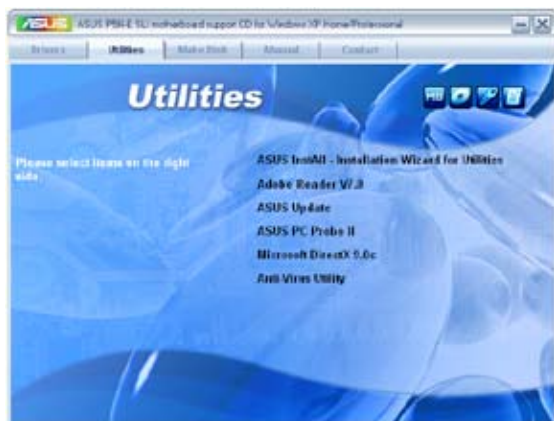 ASUS ASUS P5N-E SLI motherboard support CD for Windows XP Home/Professional
Drivers Utilities Make Disk Manual Contact
Utilities
Please select items on the right
side.
ASUS InstAll - Installation Wizard for Utilities
Adobe Reader V7.0
ASUS Update
ASUS PC Probe II
Microsoft DirectX 9.0c
Anti-Virus Utility